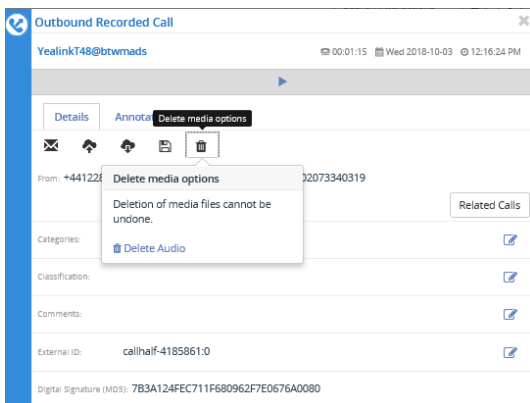 Outbound Recorded Call
YealinkT48@btwmads 00:01:15 Wed 2018-10-03 12:16:24 PM
Details Annotat
Delete media options
From: +441228 02073340319
Delete media options
Deletion of media files cannot be
undone.
Delete Audio
Related Calls
Categories:
Classification:
Comments:
External ID: callhalf-4185861:0
Digital Signature (MD5): 7B3A124FEC711F680962F7E0676A0080